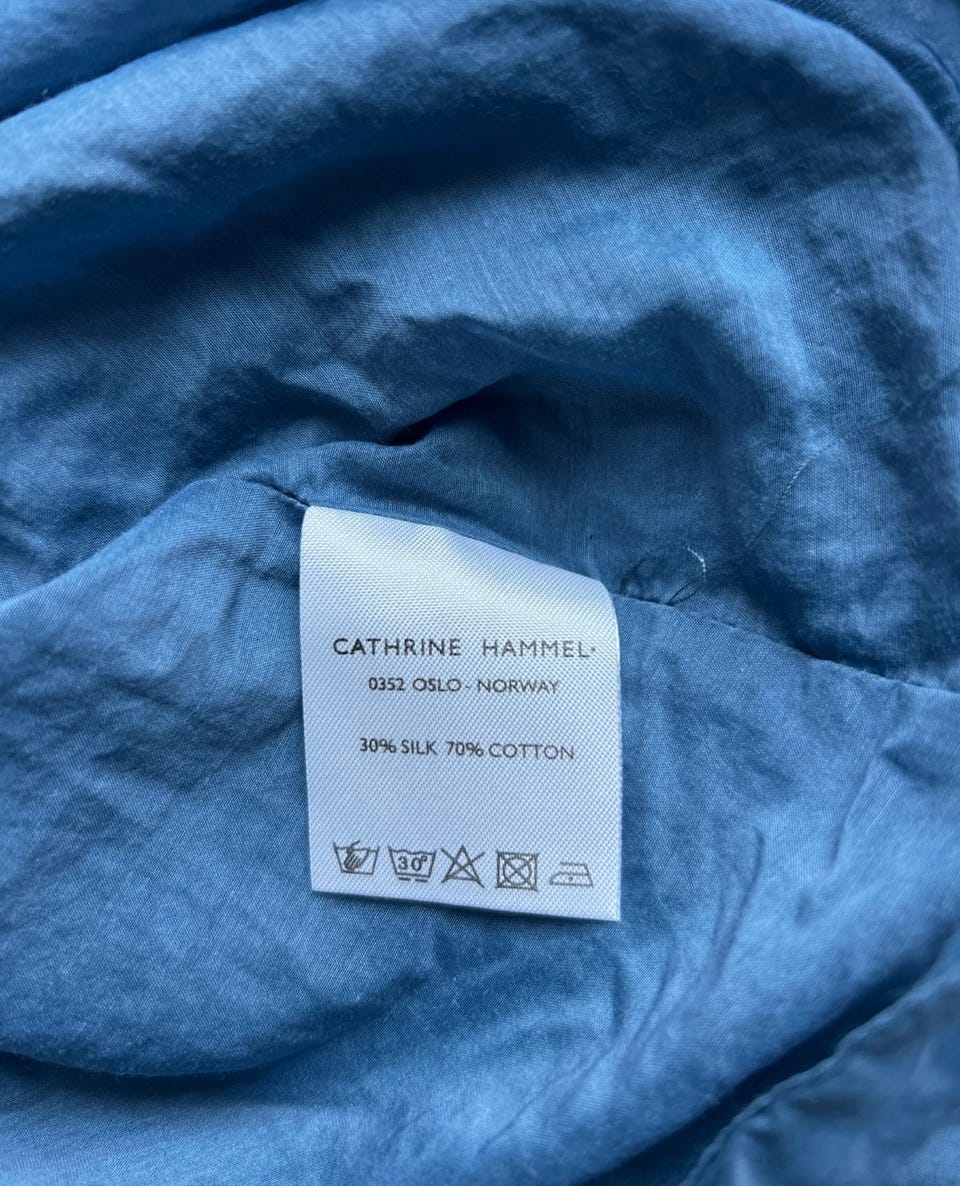 CATHRINE HAMMEL
0352 OSLO - NORWAY
30% SILK 70% COTTON
30°